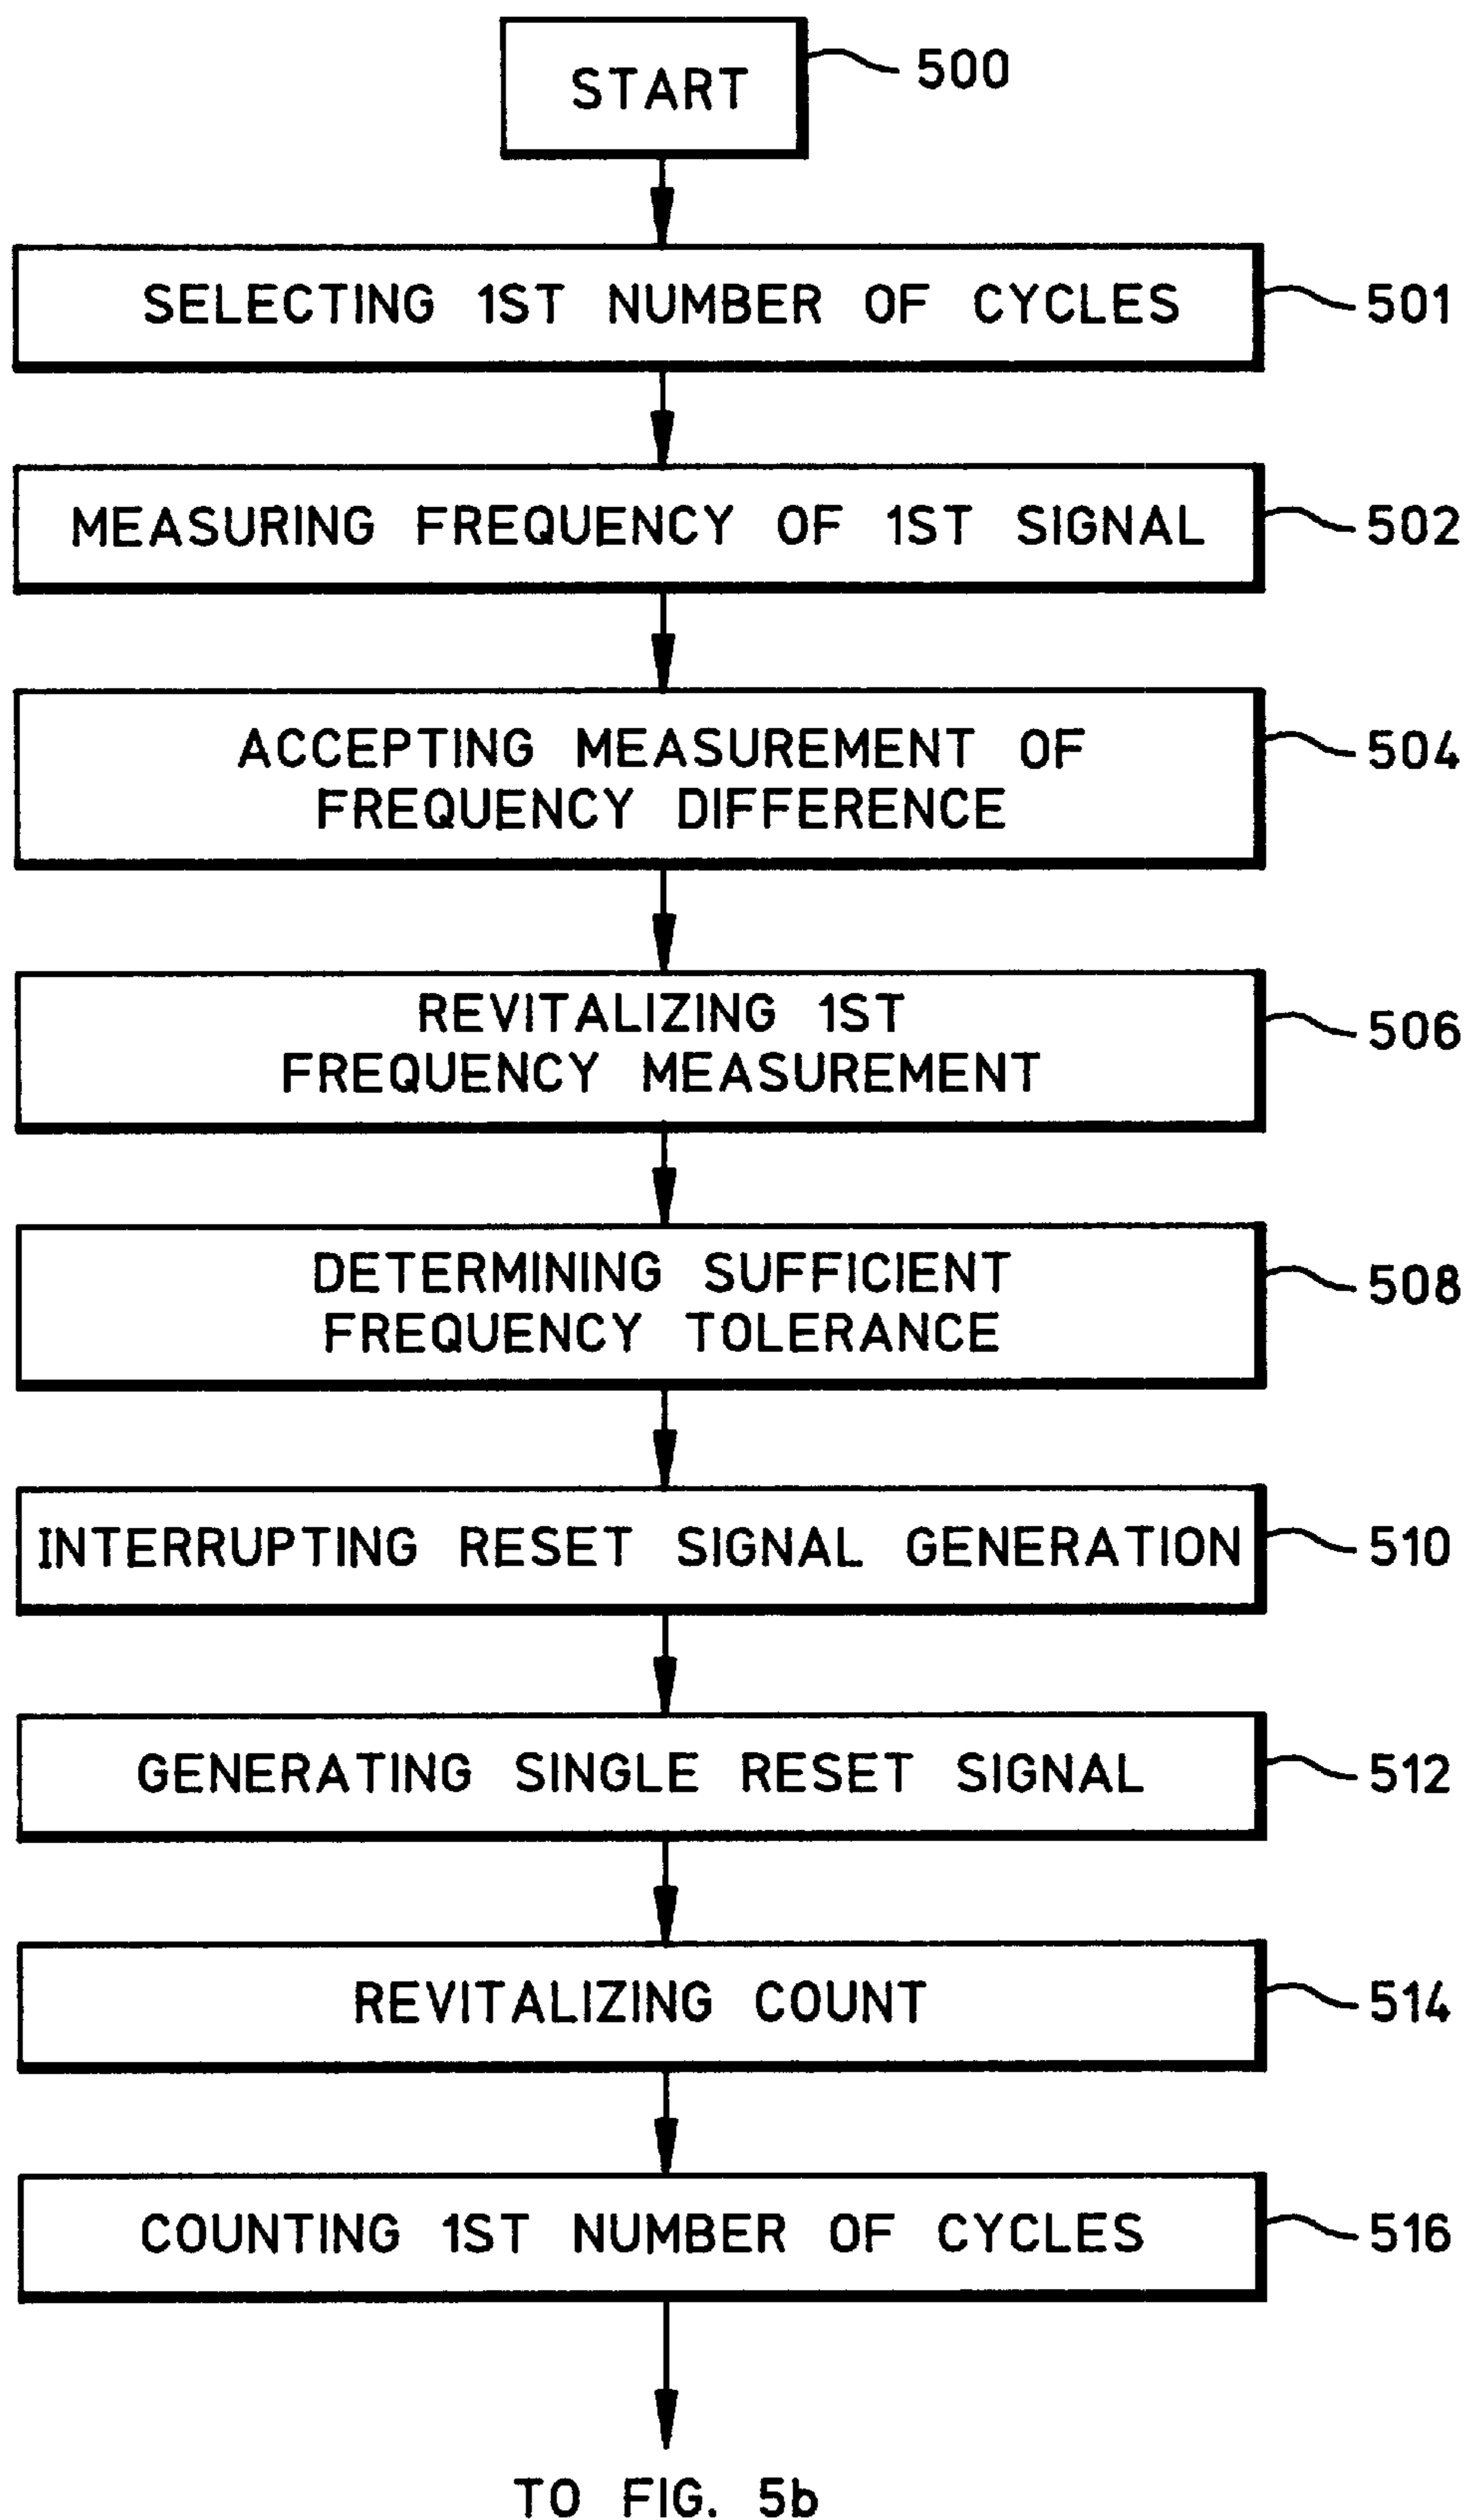 START
500
SELECTING 1ST NUMBER OF CYCLES
501
MEASURING FREQUENCY OF 1ST SIGNAL
502
ACCEPTING MEASUREMENT OF
FREQUENCY DIFFERENCE
504
REVITALIZING 1ST
FREQUENCY MEASUREMENT
506
DETERMINING SUFFICIENT
FREQUENCY TOLERANCE
508
INTERRUPTING RESET SIGNAL GENERATION
510
GENERATING SINGLE RESET SIGNAL
512
REVITALIZING COUNT
514
COUNTING 1ST NUMBER OF CYCLES
516
TO FIG. 5b